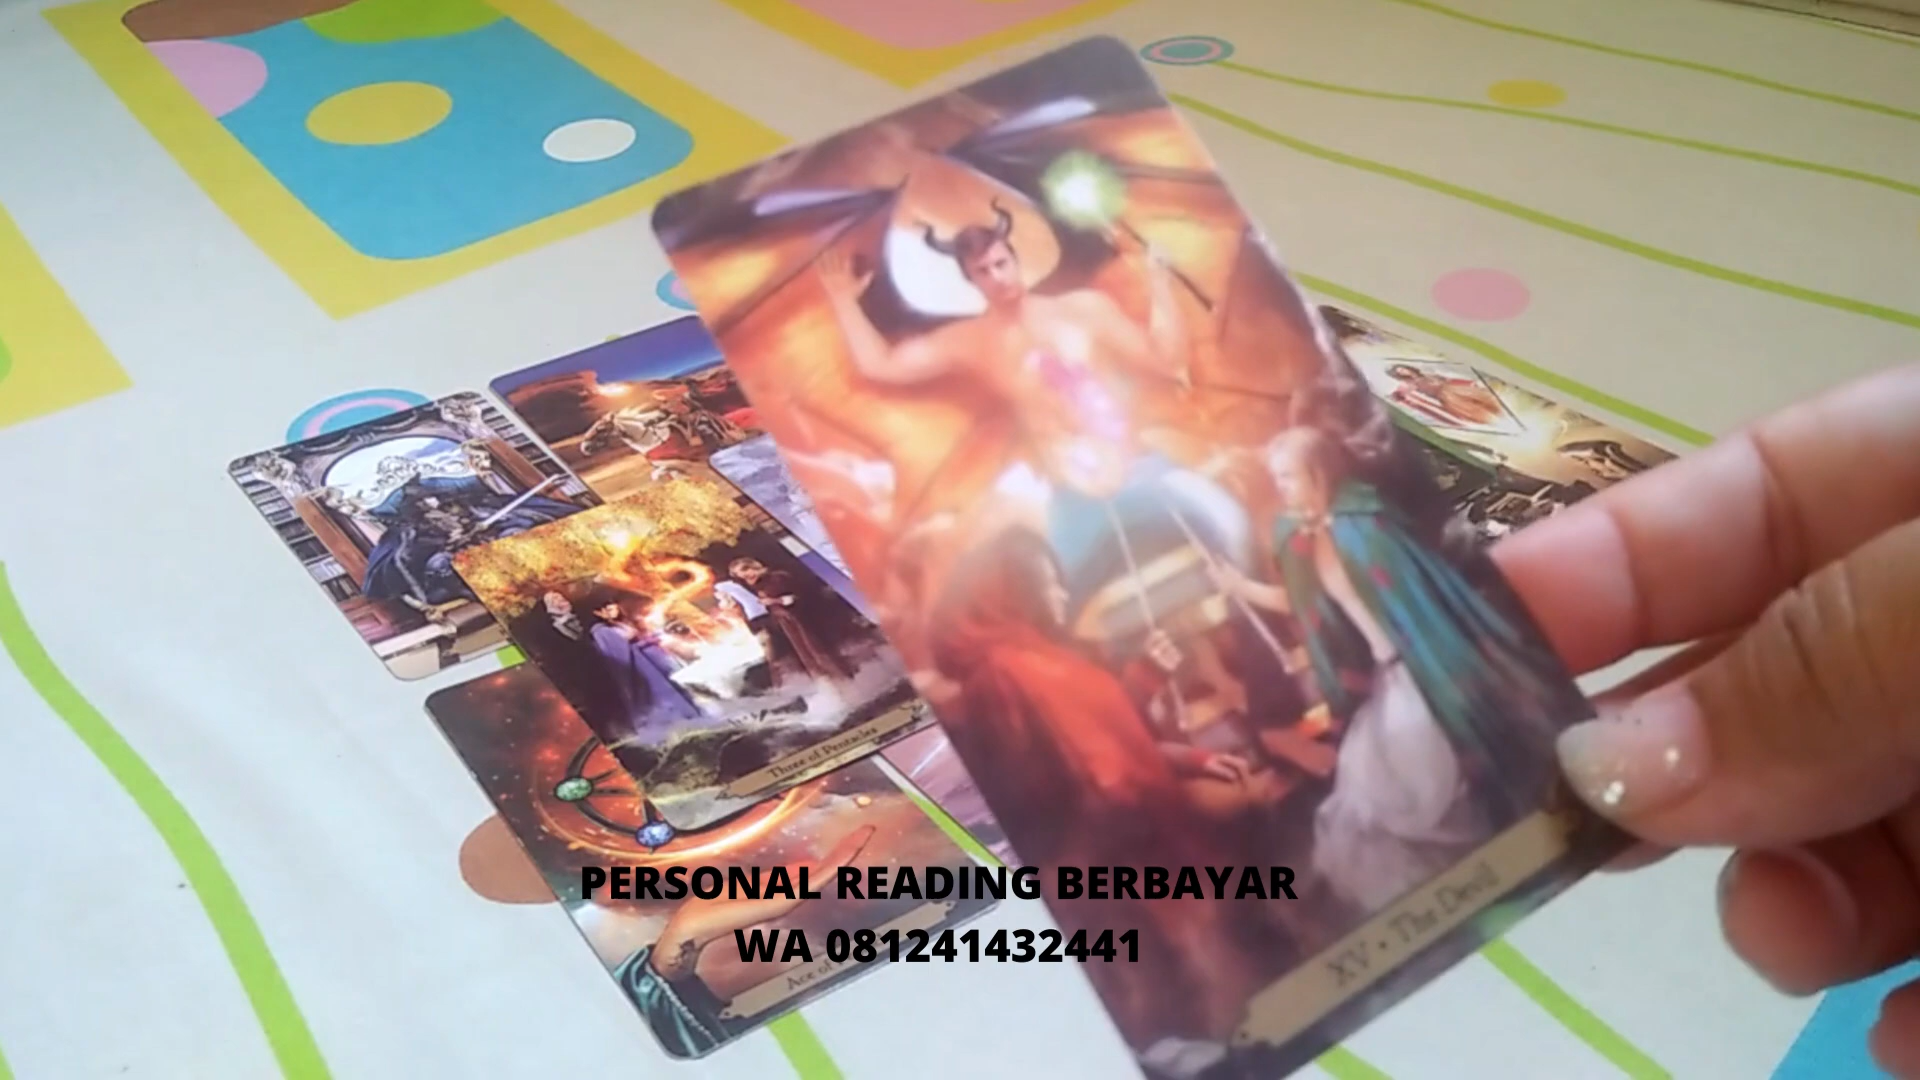 Three of Pentacles
PERSONAL READING BERBAYAR
WA 081241432441
Ace of
XV • The Devil